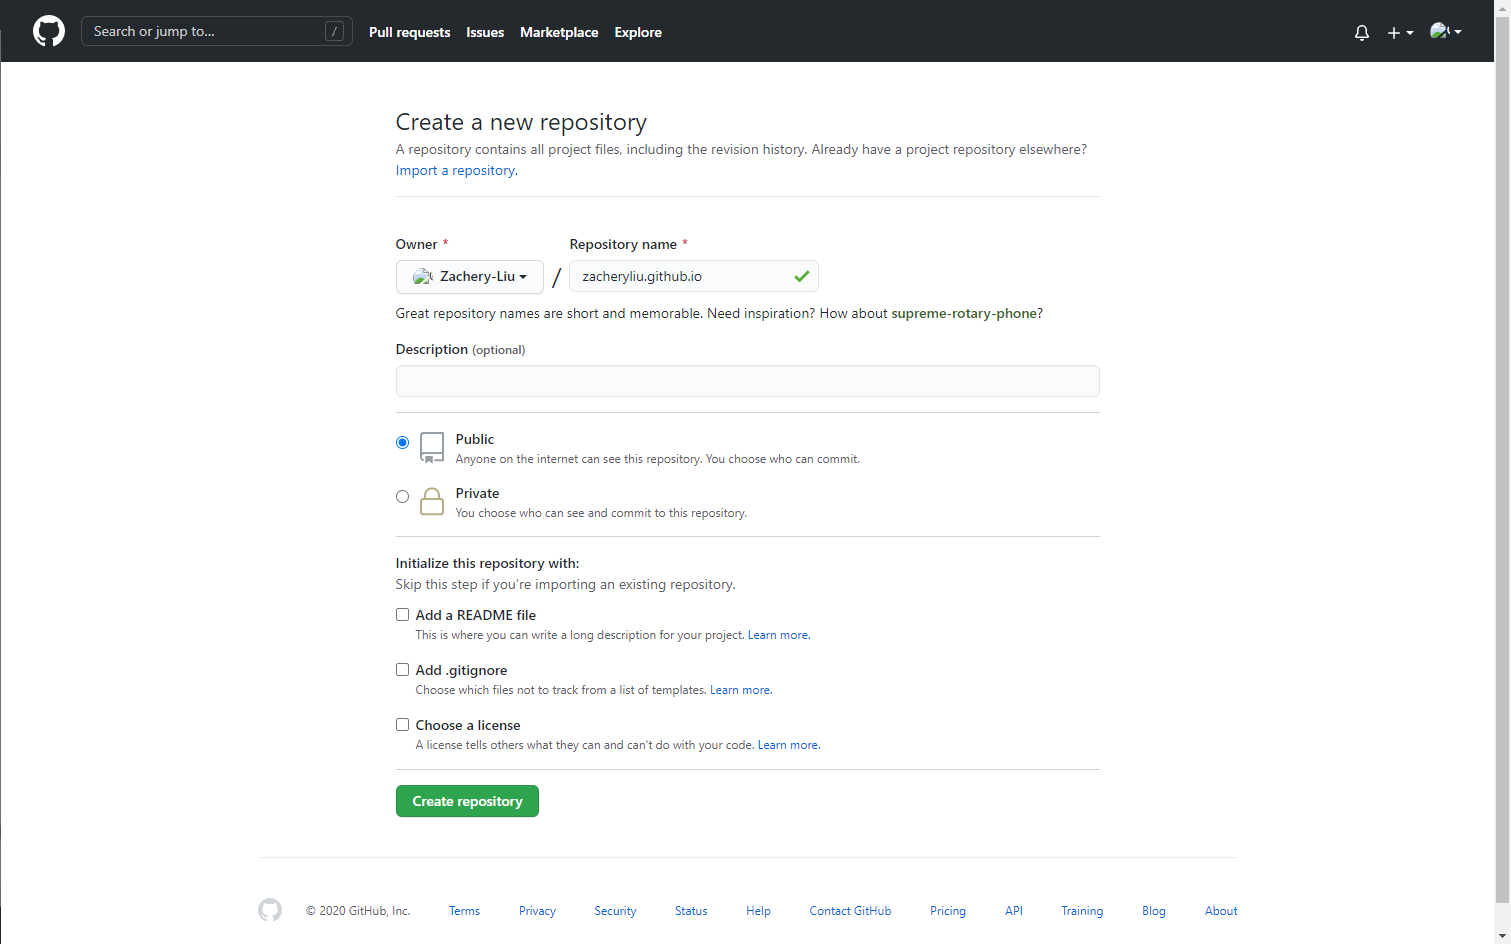 Search or jump to... / Pull requests Issues Marketplace Explore
Create a new repository
A repository contains all project files, including the revision history. Already have a project repository elsewhere?
Import a repository.
Owner * Repository name *
Zachery-Liu / zacheryliu.github.io
Great repository names are short and memorable. Need inspiration? How about supreme-rotary-phone?
Description (optional)
Public
Anyone on the internet can see this repository. You choose who can commit.
Private
You choose who can see and commit to this repository.
Initialize this repository with:
Skip this step if you’re importing an existing repository.
Add a README file
This is where you can write a long description for your project. Learn more.
Add .gitignore
Choose which files not to track from a list of templates. Learn more.
Choose a license
A license tells others what they can and can't do with your code. Learn more.
Create repository
© 2020 GitHub, Inc. Terms Privacy Security Status Help Contact GitHub Pricing API Training Blog About